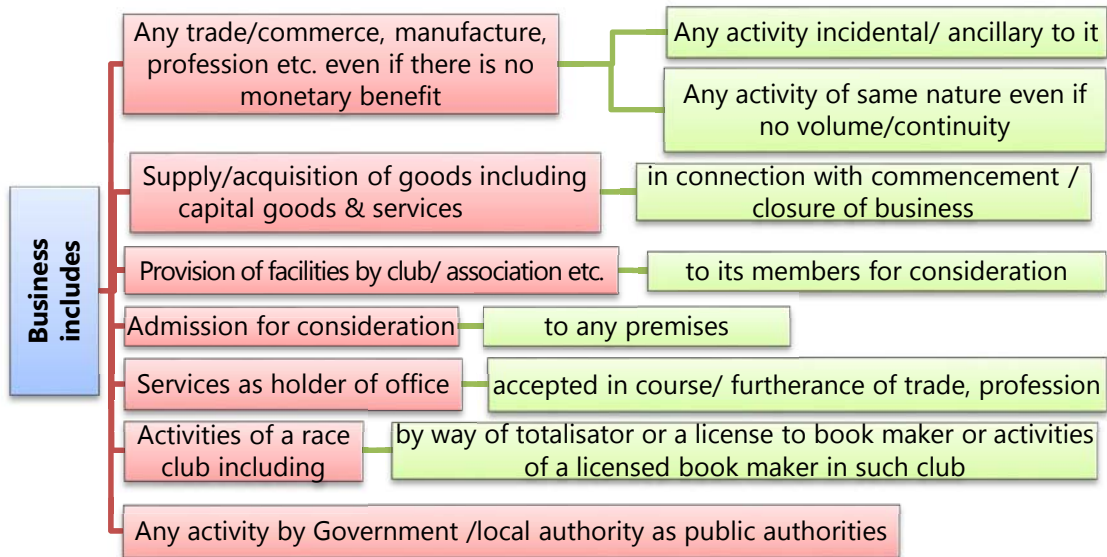 Business
includes
Any trade/commerce, manufacture,
profession etc. even if there is no
monetary benefit
Any activity incidental/ ancillary to it
Any activity of same nature even if
no volume/continuity
Supply/acquisition of goods including
capital goods & services
in connection with commencement /
closure of business
Provision of facilities by club/ association etc.
to its members for consideration
Admission for consideration
to any premises
Services as holder of office
accepted in course/ furtherance of trade, profession
Activities of a race
club including
by way of totalisator or a license to book maker or activities
of a licensed book maker in such club
Any activity by Government /local authority as public authorities